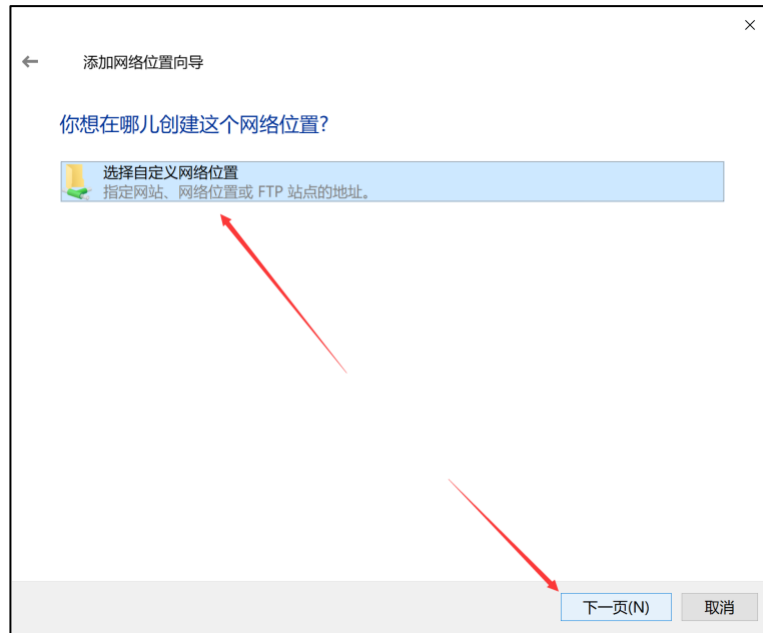 添加网络位置向导
你想在哪儿创建这个网络位置?
选择自定义网络位置
指定网站、网络位置或 FTP 站点的地址。
下一页(N)
取消